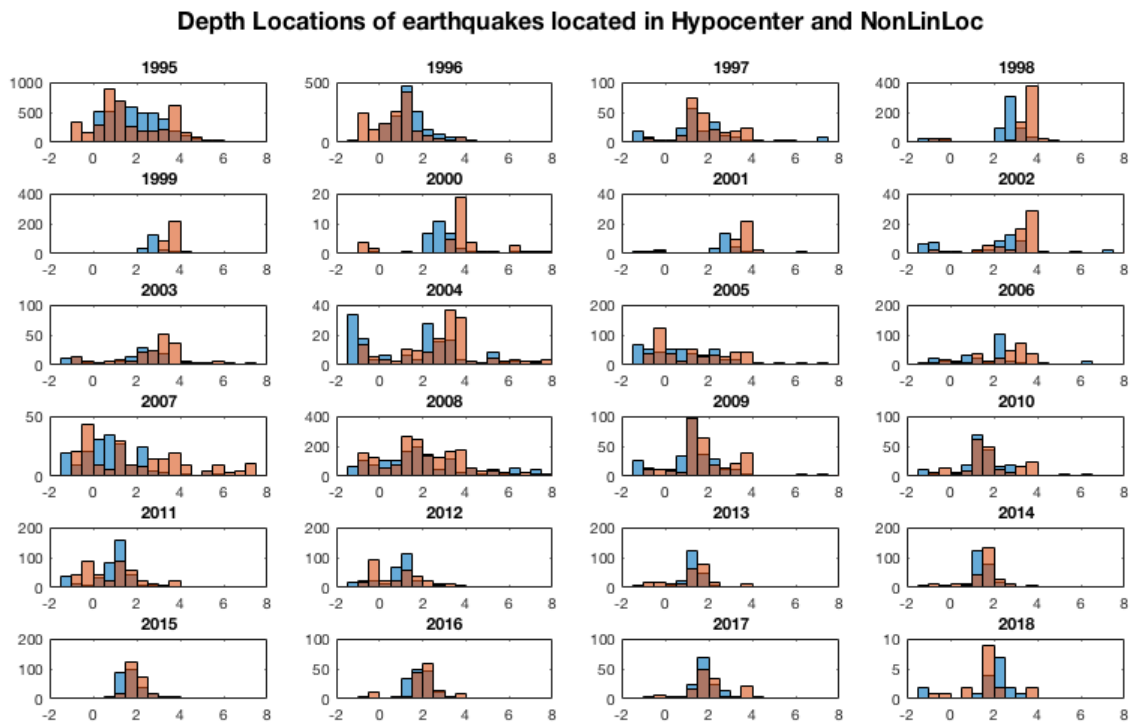 Depth Locations of earthquakes located in Hypocenter and NonLinLoc
1995 1996 1997 1998
1000 500 100 400
500 50 200
0 0 0 0
-2 0 2 4 6 8 -2 0 2 4 6 8 -2 0 2 4 6 8 -2 0 2 4 6 8
1999 2000 2001 2002
400 20 40 40
200 10 20 20
0 0 0 0
-2 0 2 4 6 8 -2 0 2 4 6 8 -2 0 2 4 6 8 -2 0 2 4 6 8
2003 2004 2005 2006
100 40 200 200
50 20 100 100
0 0 0 0
-2 0 2 4 6 8 -2 0 2 4 6 8 -2 0 2 4 6 8 -2 0 2 4 6 8
2007 2008 2009 2010
50 400 100 100
200 50 50
0 0 0 0
-2 0 2 4 6 8 -2 0 2 4 6 8 -2 0 2 4 6 8 -2 0 2 4 6 8
2011 2012 2013 2014
200 200 200 200
100 100 100 100
0 0 0 0
-2 0 2 4 6 8 -2 0 2 4 6 8 -2 0 2 4 6 8 -2 0 2 4 6 8
2015 2016 2017 2018
200 100 100 10
100 50 50 5
0 0 0 0
-2 0 2 4 6 8 -2 0 2 4 6 8 -2 0 2 4 6 8 -2 0 2 4 6 8